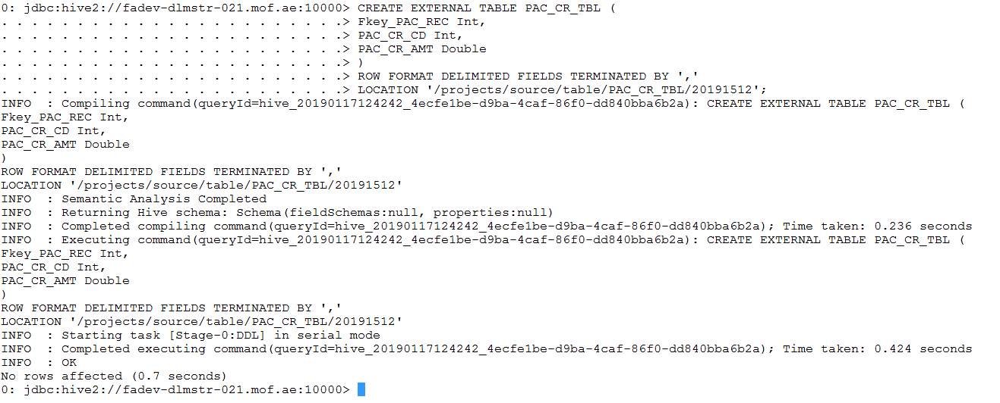 0: jdbc:hive2://fadev-dlmstr-021.mof.ae:10000> CREATE EXTERNAL TABLE PAC_CR_TBL (
. . . . . . . . . . . . . . . . . . . . . . .> Fkey_PAC_REC Int,
. . . . . . . . . . . . . . . . . . . . . . .> PAC_CR_CD Int,
. . . . . . . . . . . . . . . . . . . . . . .> PAC_CR_AMT Double
. . . . . . . . . . . . . . . . . . . . . . .> )
. . . . . . . . . . . . . . . . . . . . . . .> ROW FORMAT DELIMITED FIELDS TERMINATED BY ','
. . . . . . . . . . . . . . . . . . . . . . .> LOCATION '/projects/source/table/PAC_CR_TBL/20191512';
INFO  : Compiling command(queryId=hive_20190117124242_4ecfe1be-d9ba-4caf-86f0-dd840bba6b2a): CREATE EXTERNAL TABLE PAC_CR_TBL (
Fkey_PAC_REC Int,
PAC_CR_CD Int,
PAC_CR_AMT Double
)
ROW FORMAT DELIMITED FIELDS TERMINATED BY ','
LOCATION '/projects/source/table/PAC_CR_TBL/20191512'
INFO  : Semantic Analysis Completed
INFO  : Returning Hive schema: Schema(fieldSchemas:null, properties:null)
INFO  : Completed compiling command(queryId=hive_20190117124242_4ecfe1be-d9ba-4caf-86f0-dd840bba6b2a); Time taken: 0.236 seconds
INFO  : Executing command(queryId=hive_20190117124242_4ecfe1be-d9ba-4caf-86f0-dd840bba6b2a): CREATE EXTERNAL TABLE PAC_CR_TBL (
Fkey_PAC_REC Int,
PAC_CR_CD Int,
PAC_CR_AMT Double
)
ROW FORMAT DELIMITED FIELDS TERMINATED BY ','
LOCATION '/projects/source/table/PAC_CR_TBL/20191512'
INFO  : Starting task [Stage-0:DDL] in serial mode
INFO  : Completed executing command(queryId=hive_20190117124242_4ecfe1be-d9ba-4caf-86f0-dd840bba6b2a); Time taken: 0.424 seconds
INFO  : OK
No rows affected (0.7 seconds)
0: jdbc:hive2://fadev-dlmstr-021.mof.ae:10000>